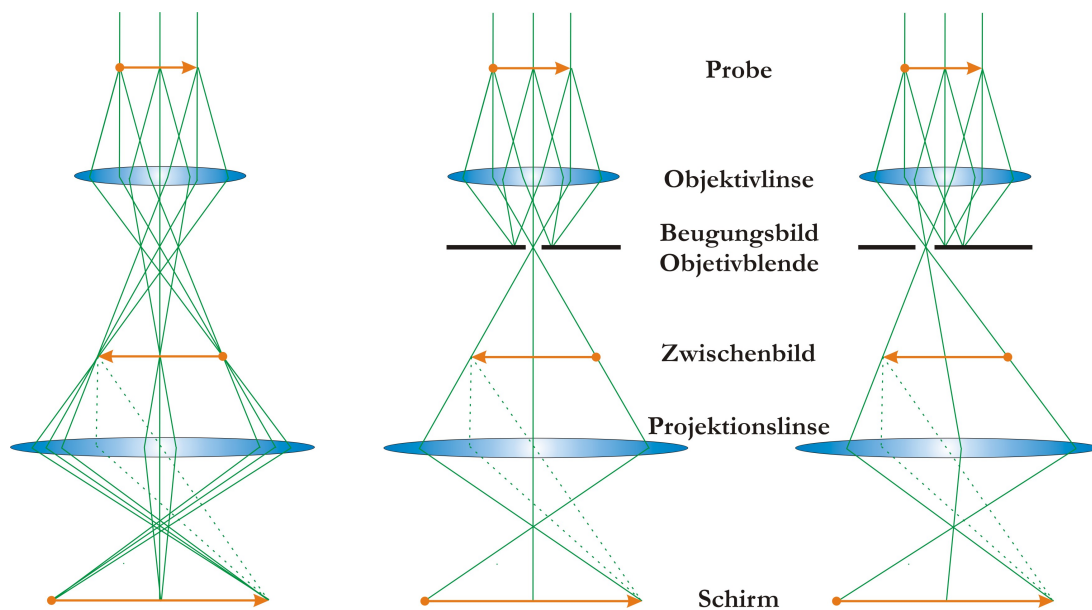 Probe
Objektivlinse
Beugungsbild
Objetivblende
Zwischenbild
Projektionslinse
Schirm